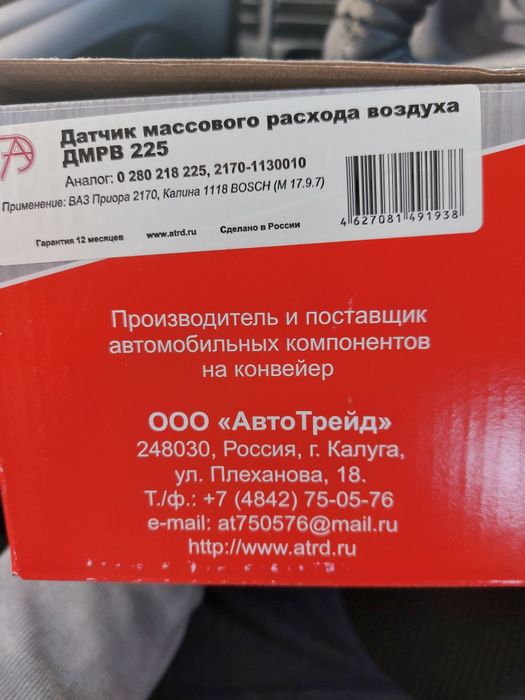 Датчик массового расхода воздуха
ДМРВ 225
Аналог: 0 280 218 225, 2170-1130010
Применение: ВАЗ Приора 2170, Калина 1118 BOSCH (М 17.9.7)
4 627081 491938
Гарантия 12 месяцев www.atrd.ru Сделано в России
Производитель и поставщик
автомобильных компонентов
на конвейер
ООО «АвтоТрейд»
248030, Россия, г. Калуга,
ул. Плеханова, 18.
Т./ф.: +7 (4842) 75-05-76
e-mail: at750576@mail.ru
http://www.atrd.ru